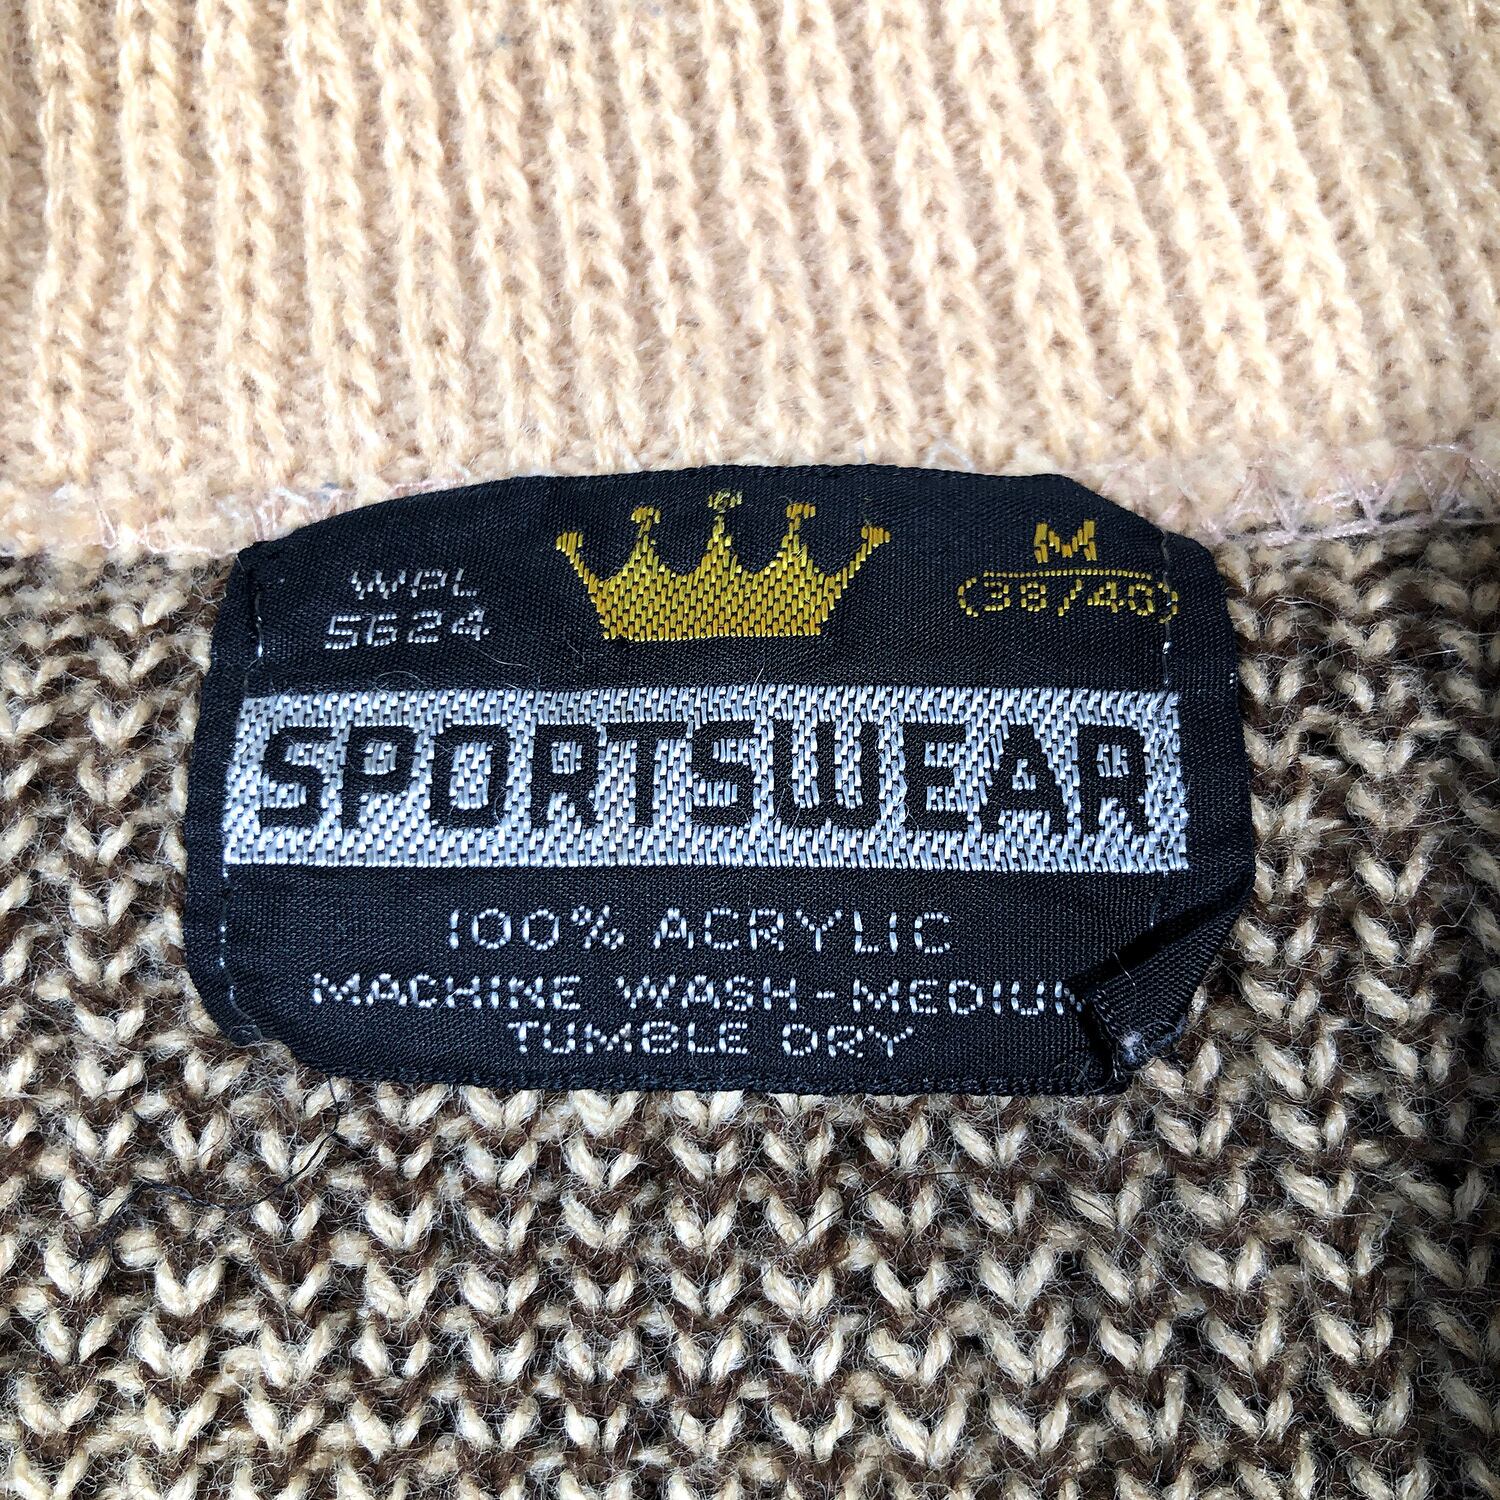 WPL
5624
M
(38/40)
SPORTSWEAR
100% ACRYLIC
MACHINE WASH-MEDIUM
TUMBLE DRY